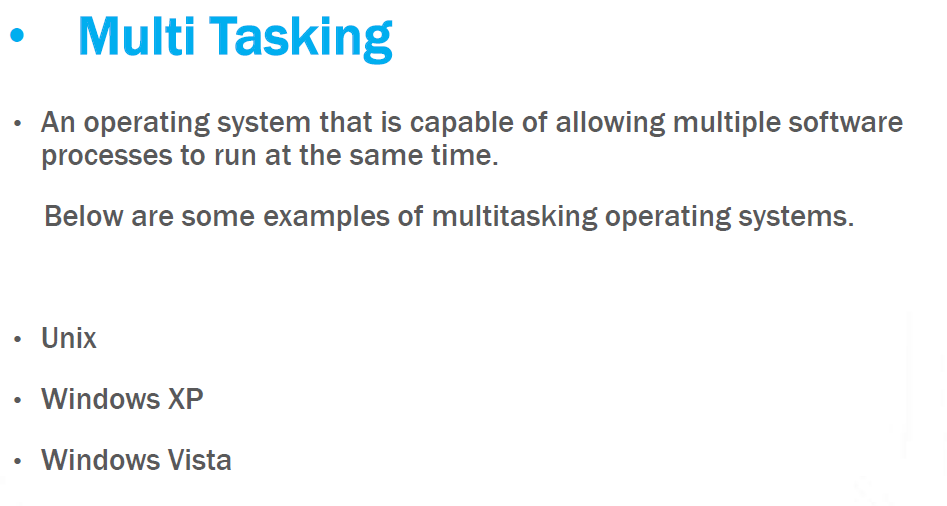 • Multi Tasking
• An operating system that is capable of allowing multiple software
processes to run at the same time.
Below are some examples of multitasking operating systems.
• Unix
• Windows XP
• Windows Vista